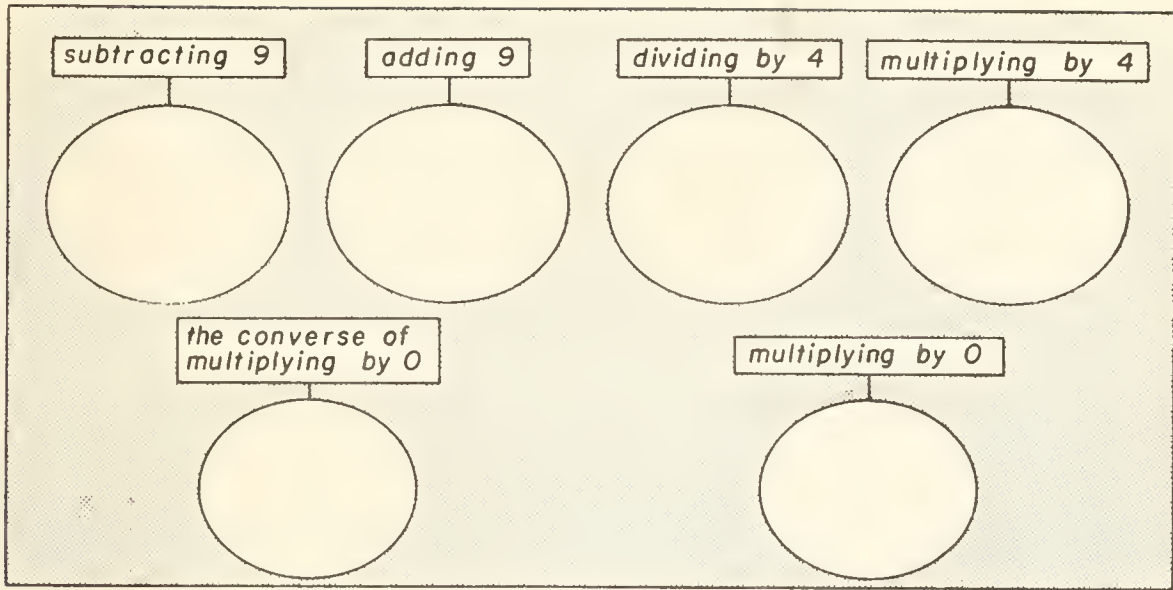 subtracting 9
adding 9
dividing by 4
multiplying by 4
the converse of
multiplying by 0
multiplying by 0